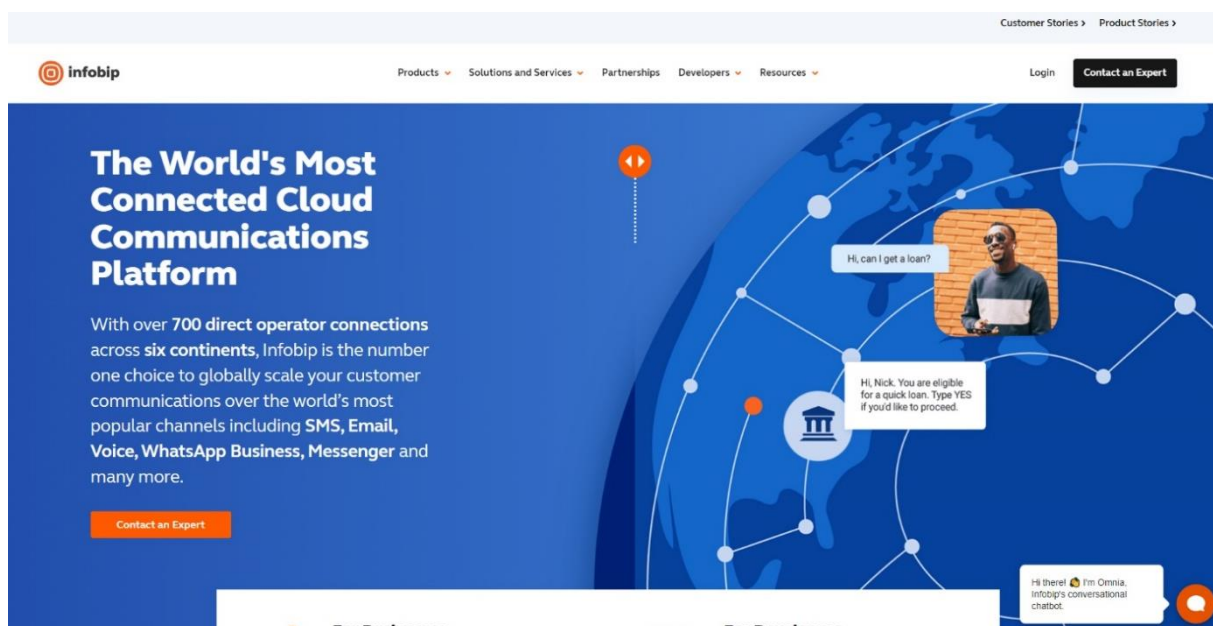 Customer Stories › Product Stories ›
infobip
Products
Solutions and Services
Partnerships
Developers
Resources
Login
Contact an Expert
The World's Most
Connected Cloud
Communications
Platform
With over 700 direct operator connections
across six continents, Infobip is the number
one choice to globally scale your customer
communications over the world's most
popular channels including SMS, Email,
Voice, WhatsApp Business, Messenger and
many more.
Contact an Expert
Hi, can I get a loan?
Hi, Nick. You are eligible
for a quick loan. Type YES
if you'd like to proceed.
Hi there! 👋 I'm Omnia,
Infobip's conversational
chatbot.